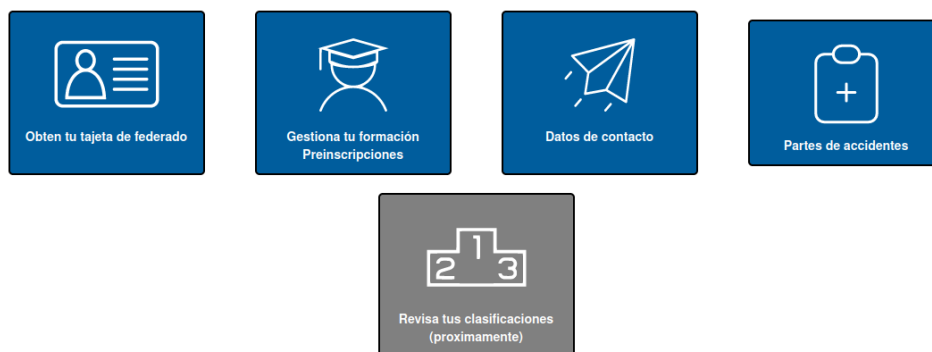 Obten tu tajeta de federado
Gestiona tu formación
Preinscripciones
Datos de contacto
Partes de accidentes
1
2 3
Revisa tus clasificaciones
(proximamente)